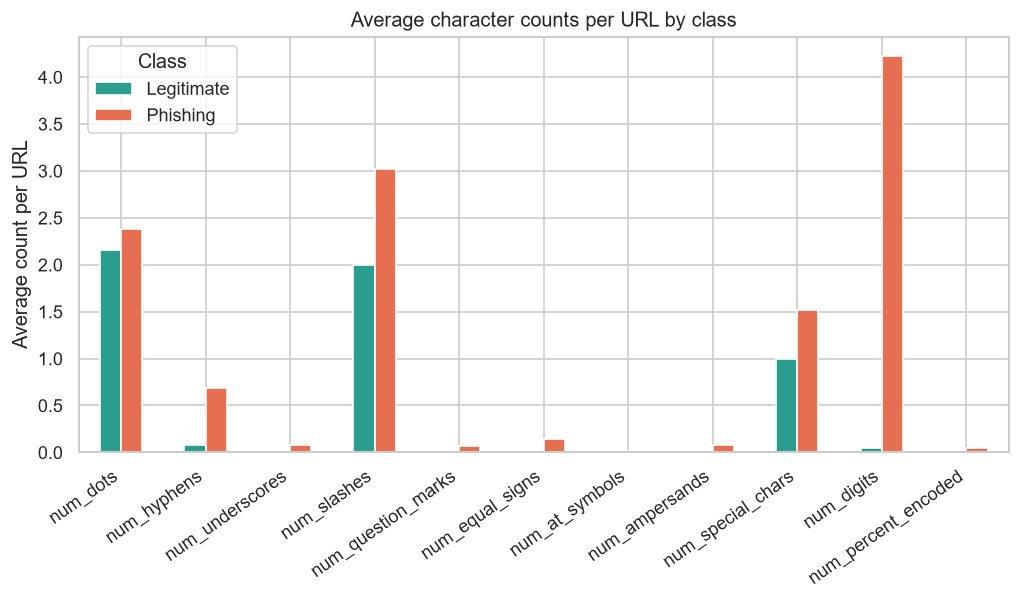 Average character counts per URL by class
Class
Legitimate
Phishing
Average count per URL
4.0
3.5
3.0
2.5
2.0
1.5
1.0
0.5
0.0
num_dots
num_hyphens
num_underscores
num_slashes
num_question_marks
num_equal_signs
num_at_symbols
num_ampersands
num_special_chars
num_digits
num_percent_encoded